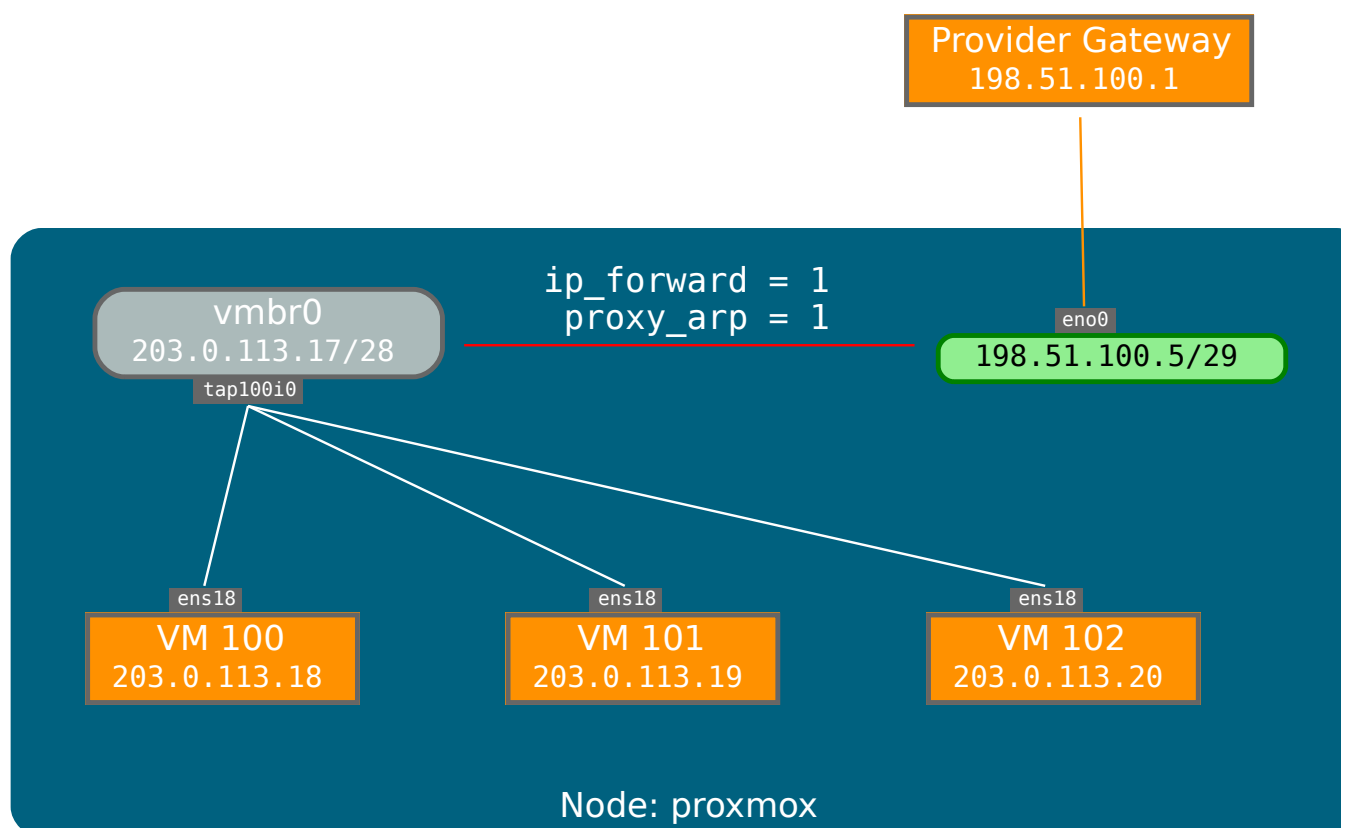 Provider Gateway
198.51.100.1
ip_forward = 1
proxy_arp = 1
vmbr0
203.0.113.17/28
tap100i0
eno0
198.51.100.5/29
ens18
VM 100
203.0.113.18
ens18
VM 101
203.0.113.19
ens18
VM 102
203.0.113.20
Node: proxmox